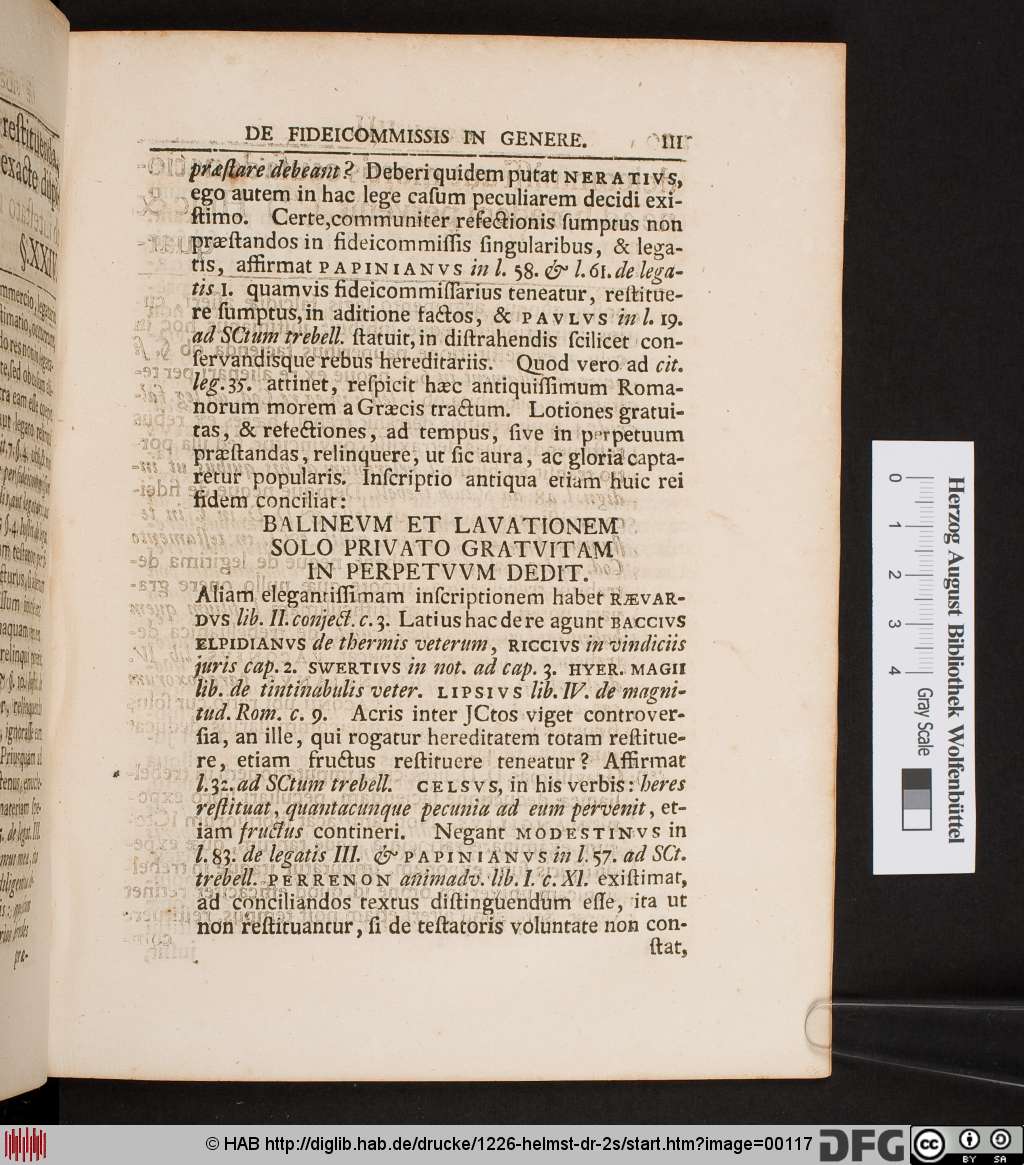 DE FIDEICOMMISSIS IN GENERE. III
præſtare debeant? Deberi quidem putat NERATIVS,
ego autem in hac lege caſum peculiarem decidi exi-
ſtimo. Certe, communiter refectionis ſumptus non
præſtandos in fideicommiſſis ſingularibus, & lega-
tis, affirmat PAPINIANVS in l. 58. & l. 61. de lega-
tis 1. quamvis fideicommiſſarius teneatur, reſtitue-
re ſumptus, in aditione factos, & PAVLVS in l. 19.
ad SCtum trebell. ſtatuit, in diſtrahendis ſcilicet con-
ſervandisque rebus hereditariis. Quod vero ad cit.
leg. 35. attinet, reſpicit hæc antiquiſſimum Roma-
norum morem a Græcis tractum. Lotiones gratui-
tas, & refectiones, ad tempus, ſive in perpetuum
præſtandas, relinquere, ut ſic aura, ac gloria capta-
retur popularis. Inſcriptio antiqua etiam huic rei
fidem conciliat:
BALINEVM ET LAVATIONEM
SOLO PRIVATO GRATVITAM
IN PERPETVVM DEDIT.
Aliam elegantiſſimam inſcriptionem habet RÆVAR-
DVS lib. II. conject. c. 3. Latius hac de re agunt BACCIVS
ELPIDIANVS de thermis veterum, RICCIVS in vindiciis
juris cap. 2. SWERTIVS in not. ad cap. 3. HYER. MAGII
lib. de tintinabulis veter. LIPSIVS lib. IV. de magni-
tud. Rom. c. 9. Acris inter JCtos viget controver-
ſia, an ille, qui rogatur hereditatem totam reſtitue-
re, etiam fructus reſtituere teneatur? Affirmat
l. 32. ad SCtum trebell. CELSVS, in his verbis: heres
reſtituat, quantacunque pecunia ad eum pervenit, et-
iam fructus contineri. Negant MODESTINVS in
l. 83. de legatis III. & PAPINIANVS in l. 57. ad SCt.
trebell. PERRENON animadv. lib. I. c. XI. exiſtimat,
ad conciliandos textus diſtinguendum eſſe, ita ut
non reſtituantur, ſi de teſtatoris voluntate non con-
ſtat,
reſtituenda,
exacte
§. XXIV
præ-
0 1 2 3 4
Herzog August Bibliothek Wolfenbüttel
Gray Scale
© HAB http://diglib.hab.de/drucke/1226-helmst-dr-2s/start.htm?image=00117
DFG
cc BY SA